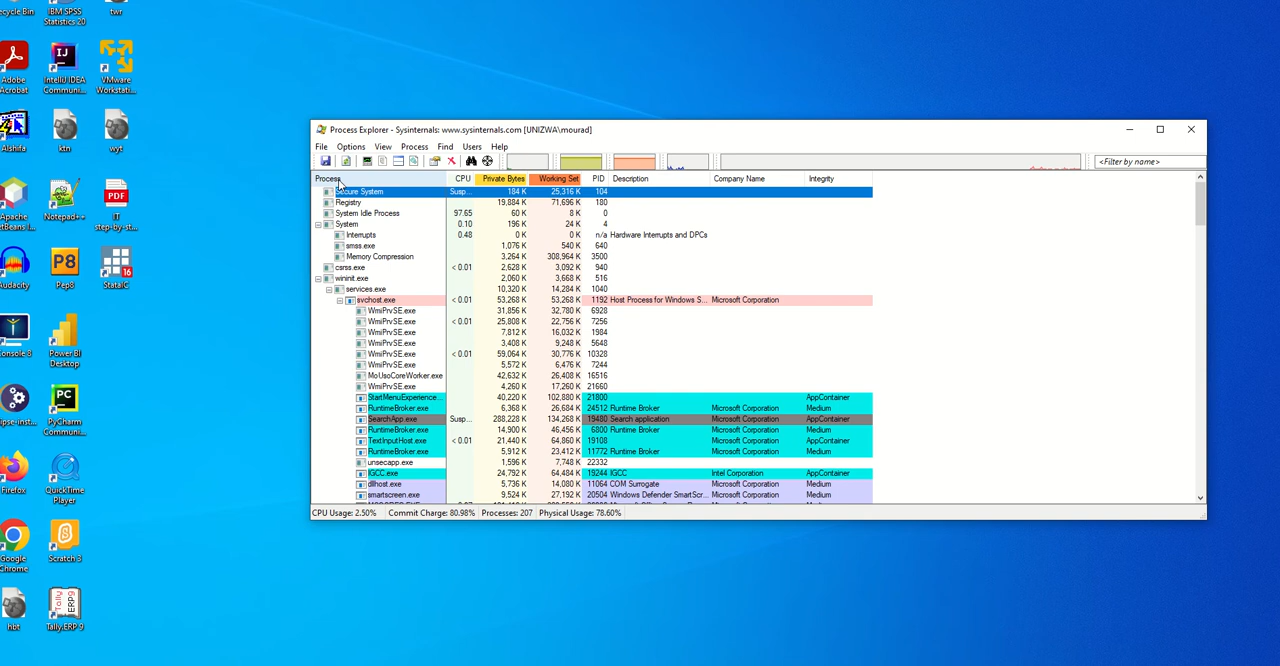 ecycle Bin
IBM SPSS
Statistics 20
twr
Adobe
Acrobat
IntelliJ IDEA
Communi...
VMware
Workstati...
Alshifa
ktn
wyt
Apache
etBeans I...
Notepad++
IT
step-by-st...
Audacity
Pep8
StataIC
onsole 3
Power BI
Desktop
pse-inst...
PyCharm
Communi...
Firefox
QuickTime
Player
Google
Chrome
Scratch 3
hbt
Tally.ERP 9
Process Explorer - Sysinternals: www.sysinternals.com [UNIZWA\mourad]
File Options View Process Find Users Help
<Filter by name>
Process CPU Private Bytes Working Set PID Description Company Name Integrity
Secure System Susp... 184 K 25,316 K 104
Registry 19,884 K 71,696 K 180
System Idle Process 97.65 60 K 8 K 0
System 0.10 196 K 24 K 4
Interrupts 0.48 0 K 0 K n/a Hardware Interrupts and DPCs
smss.exe 1,076 K 540 K 640
Memory Compression 3,264 K 308,964 K 3500
csrss.exe < 0.01 2,628 K 3,092 K 940
wininit.exe 2,060 K 3,668 K 516
services.exe 10,320 K 14,284 K 1040
svchost.exe < 0.01 53,268 K 53,268 K 1192 Host Process for Windows S... Microsoft Corporation
WmiPrvSE.exe 31,856 K 32,780 K 6928
WmiPrvSE.exe < 0.01 25,808 K 22,756 K 7256
WmiPrvSE.exe 7,812 K 16,032 K 1984
WmiPrvSE.exe 3,408 K 9,248 K 5648
WmiPrvSE.exe < 0.01 59,064 K 30,776 K 10328
WmiPrvSE.exe 5,572 K 6,476 K 7244
MoUsoCoreWorker.exe 42,632 K 26,408 K 16516
WmiPrvSE.exe 4,260 K 17,260 K 21660
StartMenuExperience... 40,220 K 102,880 K 21800 AppContainer
RuntimeBroker.exe 6,368 K 26,684 K 24512 Runtime Broker Microsoft Corporation Medium
SearchApp.exe Susp... 288,228 K 134,268 K 19480 Search application Microsoft Corporation AppContainer
RuntimeBroker.exe 14,900 K 46,456 K 6800 Runtime Broker Microsoft Corporation Medium
TextInputHost.exe < 0.01 21,440 K 64,860 K 19108 AppContainer
RuntimeBroker.exe 5,912 K 23,412 K 11772 Runtime Broker Microsoft Corporation Medium
unsecapp.exe 1,596 K 7,748 K 22332
IGCC.exe 24,792 K 64,484 K 19244 IGCC Intel Corporation AppContainer
dllhost.exe 5,736 K 14,080 K 11064 COM Surrogate Microsoft Corporation Medium
smartscreen.exe 9,524 K 27,192 K 20504 Windows Defender SmartScr... Microsoft Corporation Medium
CPU Usage: 2.50% Commit Charge: 80.98% Processes: 207 Physical Usage: 78.60%